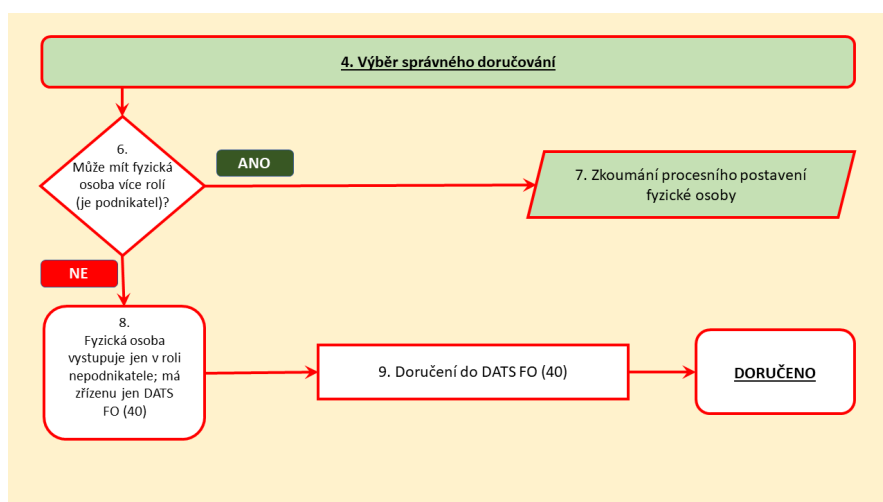 4. Výběr správného doručování
6.
Může mít fyzická
osoba více rolí
(je podnikatel)?
ANO
7. Zkoumání procesního postavení
fyzické osoby
NE
8.
Fyzická osoba
vystupuje jen v roli
nepodnikatele; má
zřízenu jen DATS
FO (40)
9. Doručení do DATS FO (40)
DORUČENO